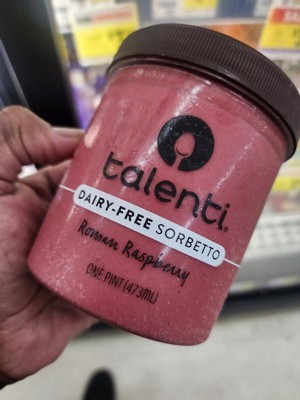 talenti
DAIRY-FREE SORBETTO
Roman Raspberry
ONE PINT (473mL)